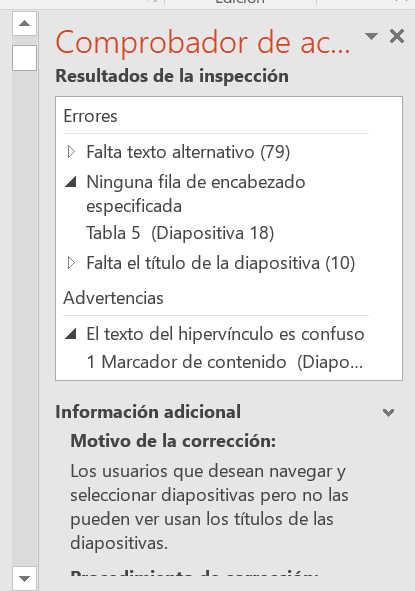 Edición
Comprobador de ac...
Resultados de la inspección
Errores
Falta texto alternativo (79)
Ninguna fila de encabezado
especificada
Tabla 5 (Diapositiva 18)
Falta el título de la diapositiva (10)
Advertencias
El texto del hipervínculo es confuso
1 Marcador de contenido (Diapo...
Información adicional
Motivo de la corrección:
Los usuarios que desean navegar y
seleccionar diapositivas pero no las
pueden ver usan los títulos de las
diapositivas.
Procedimiento de corrección: